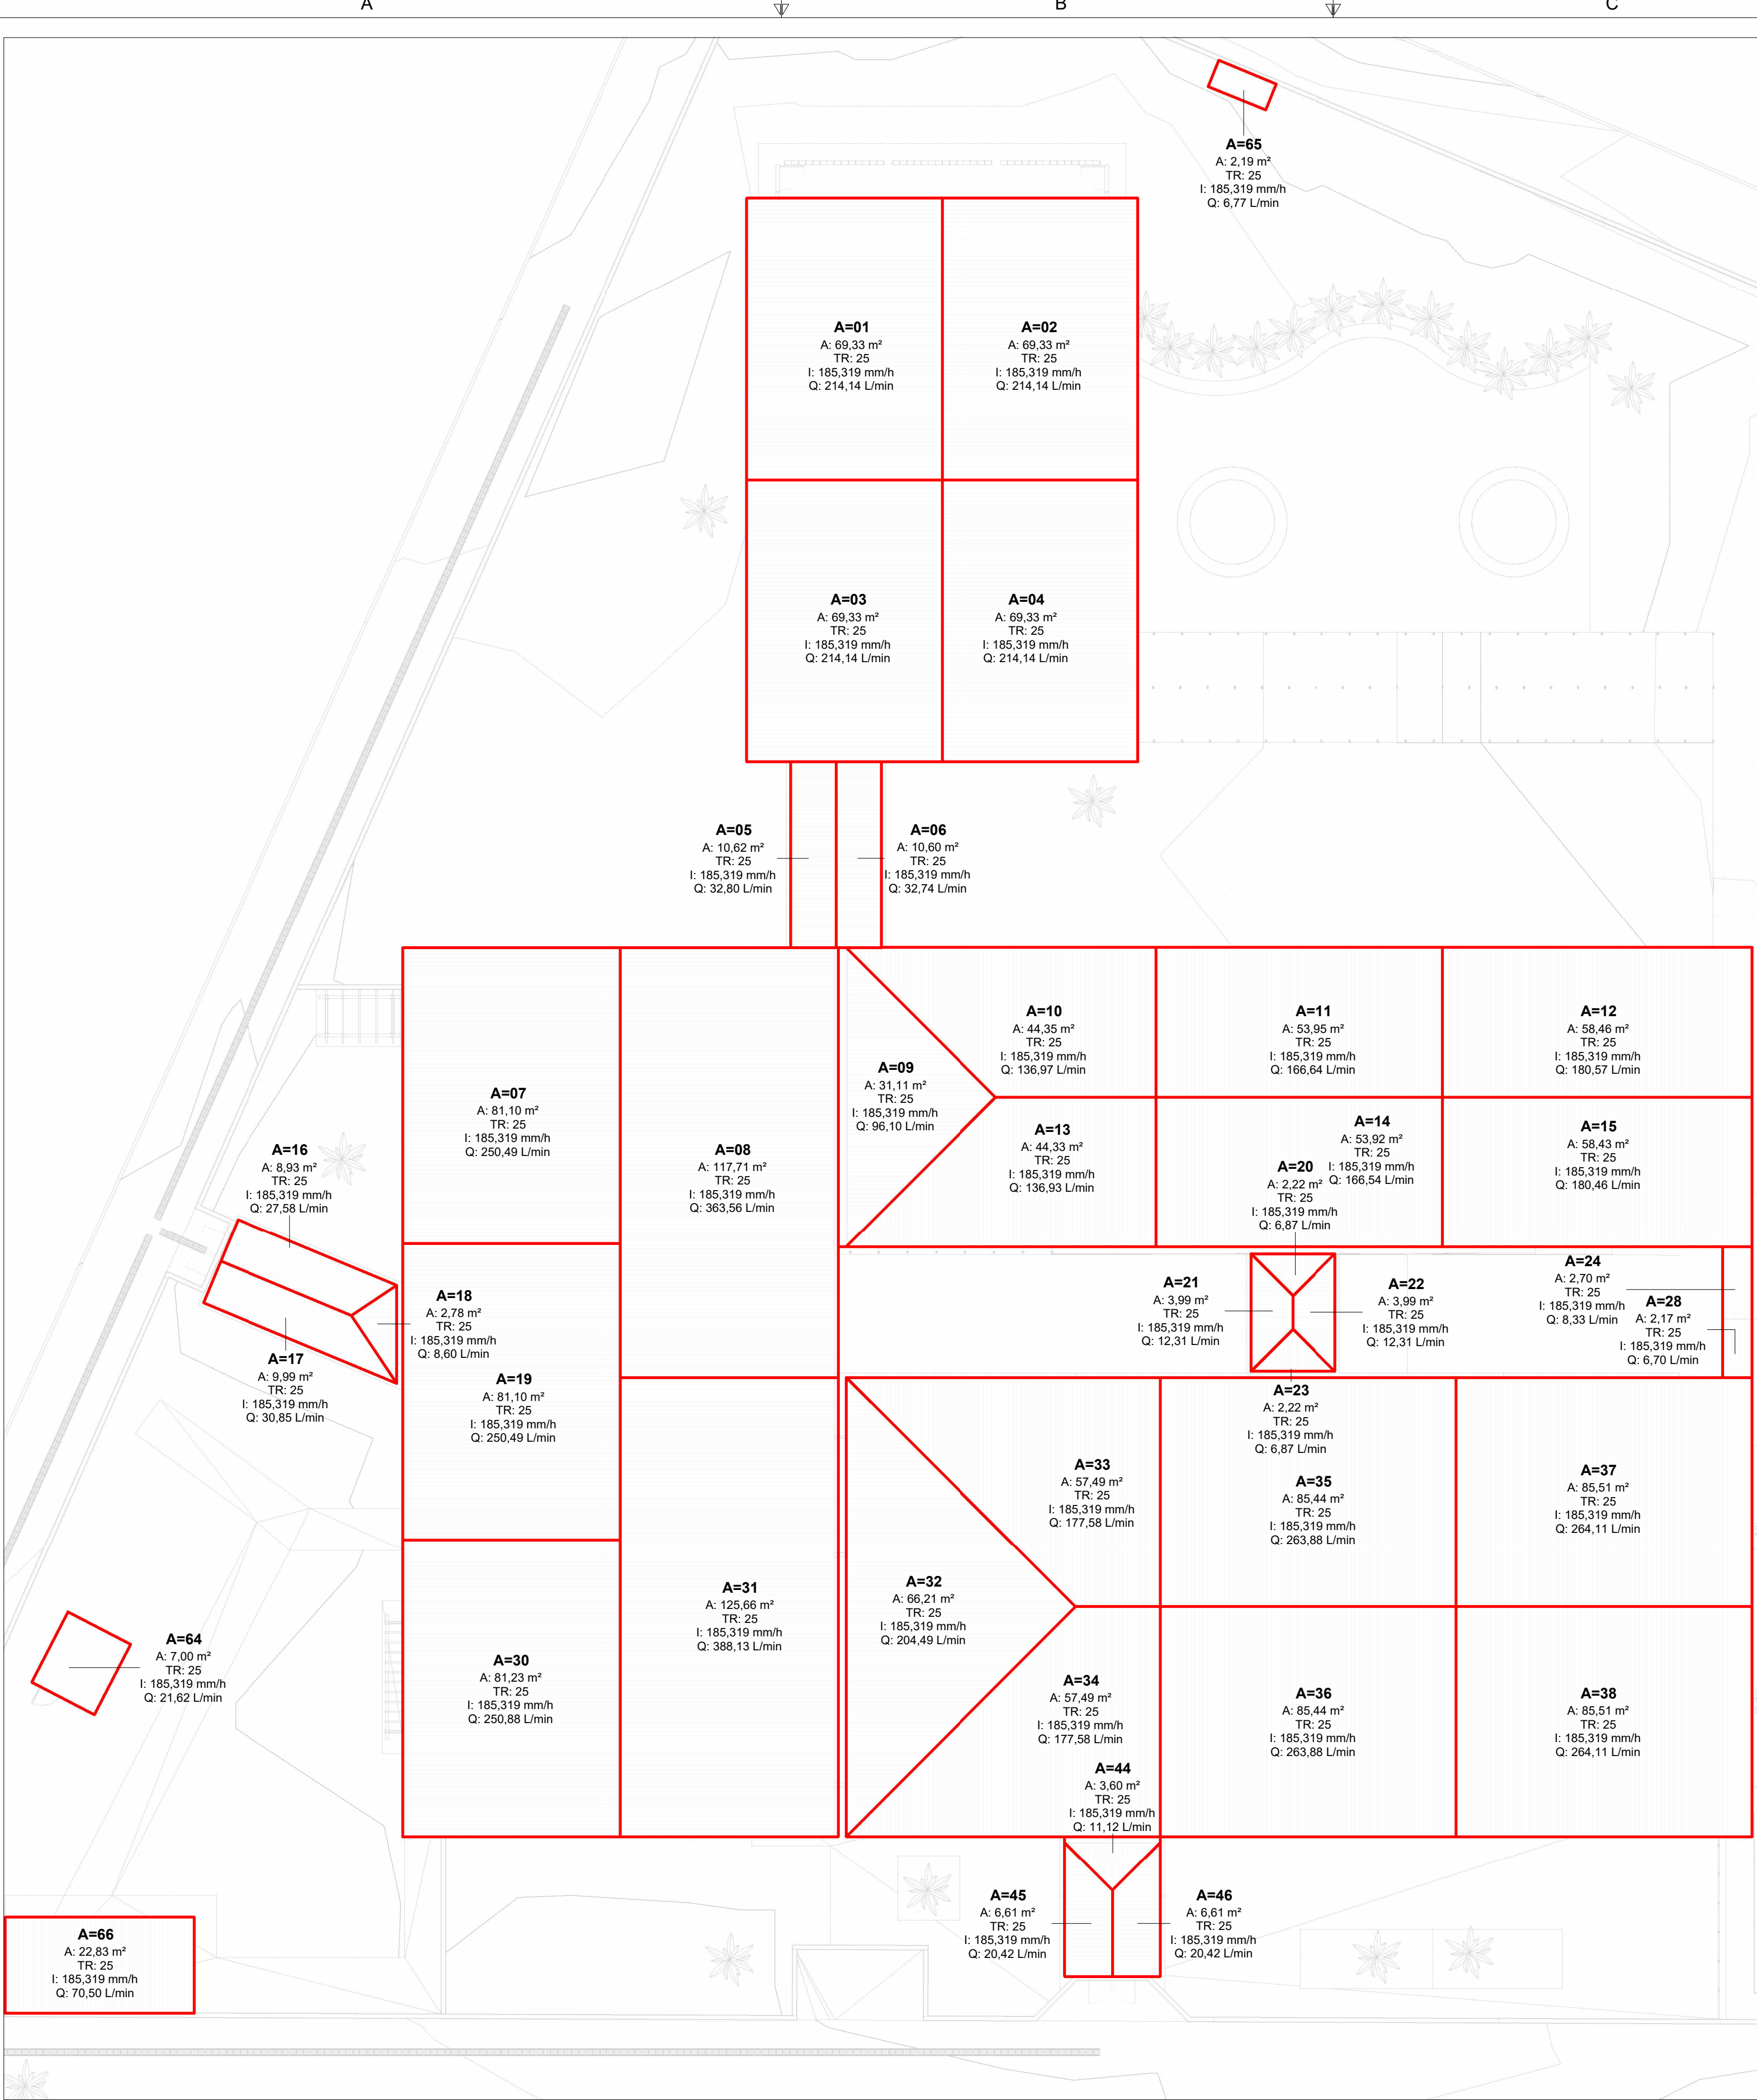 A
B
C
A=65
A: 2,19 m²
TR: 25
I: 185,319 mm/h
Q: 6,77 L/min
A=01
A: 69,33 m²
TR: 25
I: 185,319 mm/h
Q: 214,14 L/min
A=02
A: 69,33 m²
TR: 25
I: 185,319 mm/h
Q: 214,14 L/min
A=03
A: 69,33 m²
TR: 25
I: 185,319 mm/h
Q: 214,14 L/min
A=04
A: 69,33 m²
TR: 25
I: 185,319 mm/h
Q: 214,14 L/min
A=05
A: 10,62 m²
TR: 25
I: 185,319 mm/h
Q: 32,80 L/min
A=06
A: 10,60 m²
TR: 25
I: 185,319 mm/h
Q: 32,74 L/min
A=07
A: 81,10 m²
TR: 25
I: 185,319 mm/h
Q: 250,49 L/min
A=08
A: 117,71 m²
TR: 25
I: 185,319 mm/h
Q: 363,56 L/min
A=09
A: 31,11 m²
TR: 25
I: 185,319 mm/h
Q: 96,10 L/min
A=10
A: 44,35 m²
TR: 25
I: 185,319 mm/h
Q: 136,97 L/min
A=11
A: 53,95 m²
TR: 25
I: 185,319 mm/h
Q: 166,64 L/min
A=12
A: 58,46 m²
TR: 25
I: 185,319 mm/h
Q: 180,57 L/min
A=13
A: 44,33 m²
TR: 25
I: 185,319 mm/h
Q: 136,93 L/min
A=14
A: 53,92 m²
TR: 25
I: 185,319 mm/h
Q: 166,54 L/min
A=15
A: 58,43 m²
TR: 25
I: 185,319 mm/h
Q: 180,46 L/min
A=16
A: 8,93 m²
TR: 25
I: 185,319 mm/h
Q: 27,58 L/min
A=17
A: 9,99 m²
TR: 25
I: 185,319 mm/h
Q: 30,85 L/min
A=18
A: 2,78 m²
TR: 25
I: 185,319 mm/h
Q: 8,60 L/min
A=19
A: 81,10 m²
TR: 25
I: 185,319 mm/h
Q: 250,49 L/min
A=20
A: 2,22 m²
TR: 25
I: 185,319 mm/h
Q: 6,87 L/min
A=21
A: 3,99 m²
TR: 25
I: 185,319 mm/h
Q: 12,31 L/min
A=22
A: 3,99 m²
TR: 25
I: 185,319 mm/h
Q: 12,31 L/min
A=23
A: 2,22 m²
TR: 25
I: 185,319 mm/h
Q: 6,87 L/min
A=24
A: 2,70 m²
TR: 25
I: 185,319 mm/h
Q: 8,33 L/min
A=28
A: 2,17 m²
TR: 25
I: 185,319 mm/h
Q: 6,70 L/min
A=30
A: 81,23 m²
TR: 25
I: 185,319 mm/h
Q: 250,88 L/min
A=31
A: 125,66 m²
TR: 25
I: 185,319 mm/h
Q: 388,13 L/min
A=32
A: 66,21 m²
TR: 25
I: 185,319 mm/h
Q: 204,49 L/min
A=33
A: 57,49 m²
TR: 25
I: 185,319 mm/h
Q: 177,58 L/min
A=34
A: 57,49 m²
TR: 25
I: 185,319 mm/h
Q: 177,58 L/min
A=35
A: 85,44 m²
TR: 25
I: 185,319 mm/h
Q: 263,88 L/min
A=36
A: 85,44 m²
TR: 25
I: 185,319 mm/h
Q: 263,88 L/min
A=37
A: 85,51 m²
TR: 25
I: 185,319 mm/h
Q: 264,11 L/min
A=38
A: 85,51 m²
TR: 25
I: 185,319 mm/h
Q: 264,11 L/min
A=44
A: 3,60 m²
TR: 25
I: 185,319 mm/h
Q: 11,12 L/min
A=45
A: 6,61 m²
TR: 25
I: 185,319 mm/h
Q: 20,42 L/min
A=46
A: 6,61 m²
TR: 25
I: 185,319 mm/h
Q: 20,42 L/min
A=64
A: 7,00 m²
TR: 25
I: 185,319 mm/h
Q: 21,62 L/min
A=66
A: 22,83 m²
TR: 25
I: 185,319 mm/h
Q: 70,50 L/min